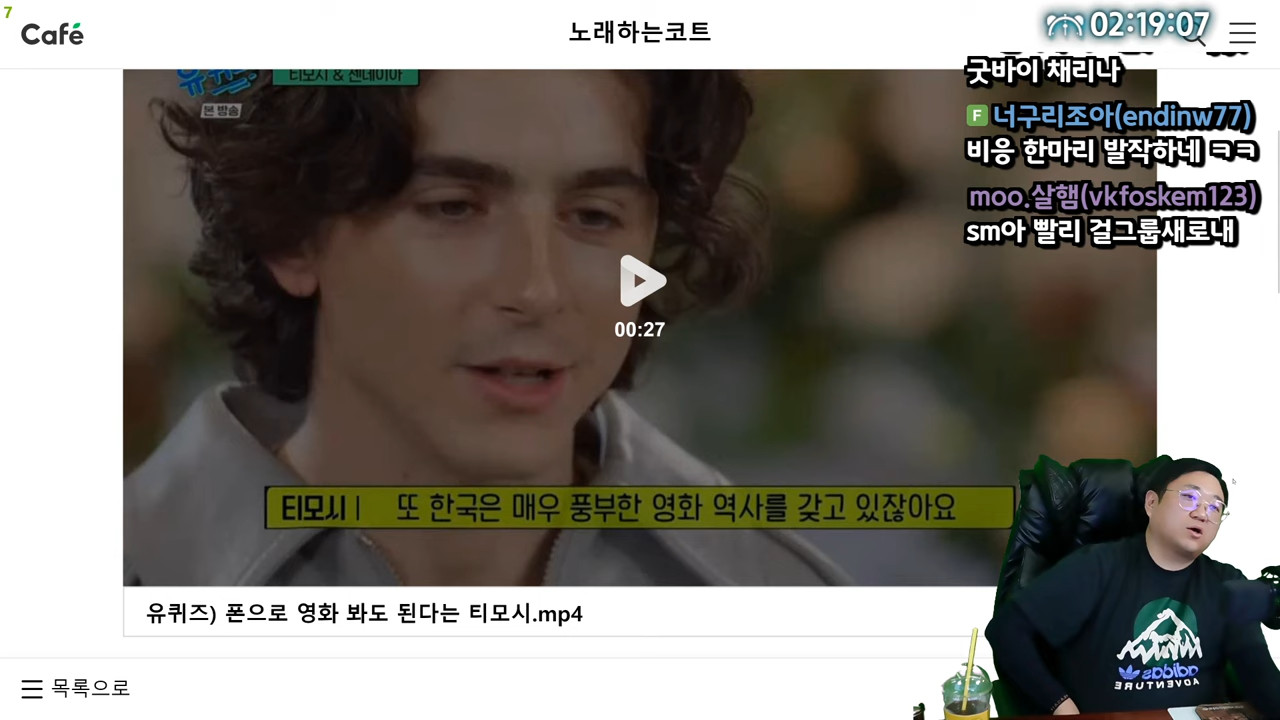 7
Café
노래하는코트
02:19:07
티모시 & 젠데이아
본 방송
굿바이 채리나
F 너구리조아(endinw77)
비응 한마리 발작하네 ㅋㅋ
moo.살햄(vkfoskem123)
sm아 빨리 걸그룹새로내
00:27
티모시 | 또 한국은 매우 풍부한 영화 역사를 갖고 있잖아요
유퀴즈) 폰으로 영화 봐도 된다는 티모시.mp4
목록으로
adidas
ADVENTURE